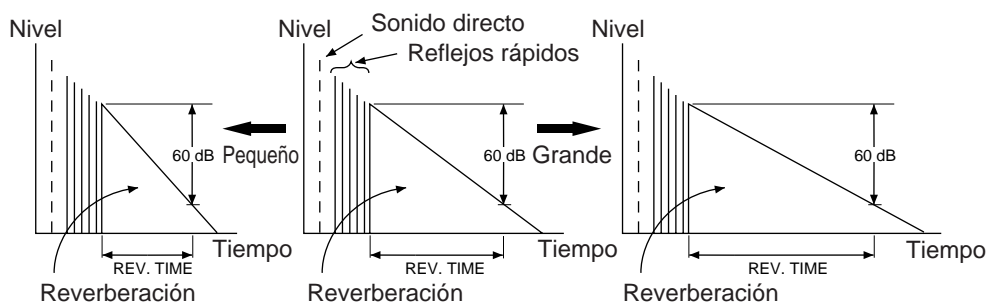 Nivel
60 dB
Tiempo
REV. TIME
Reverberación
Pequeño
Nivel
Sonido directo
Reflejos rápidos
60 dB
Tiempo
REV. TIME
Reverberación
Grande
Nivel
60 dB
Tiempo
REV. TIME
Reverberación